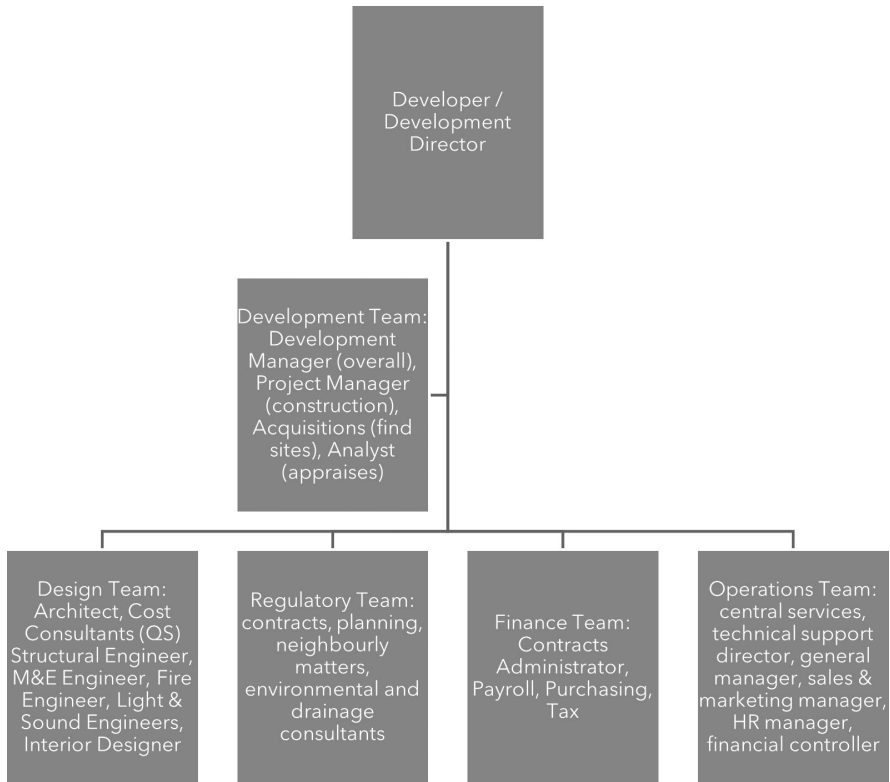 Developer /
Development
Director
Development Team:
Development
Manager (overall),
Project Manager
(construction),
Acquisitions (find
sites), Analyst
(appraises)
Design Team:
Architect, Cost
Consultants (QS)
Structural Engineer,
M&E Engineer, Fire
Engineer, Light &
Sound Engineers,
Interior Designer
Regulatory Team:
contracts, planning,
neighbourly
matters,
environmental and
drainage
consultants
Finance Team:
Contracts
Administrator,
Payroll, Purchasing,
Tax
Operations Team:
central services,
technical support
director, general
manager, sales &
marketing manager,
HR manager,
financial controller